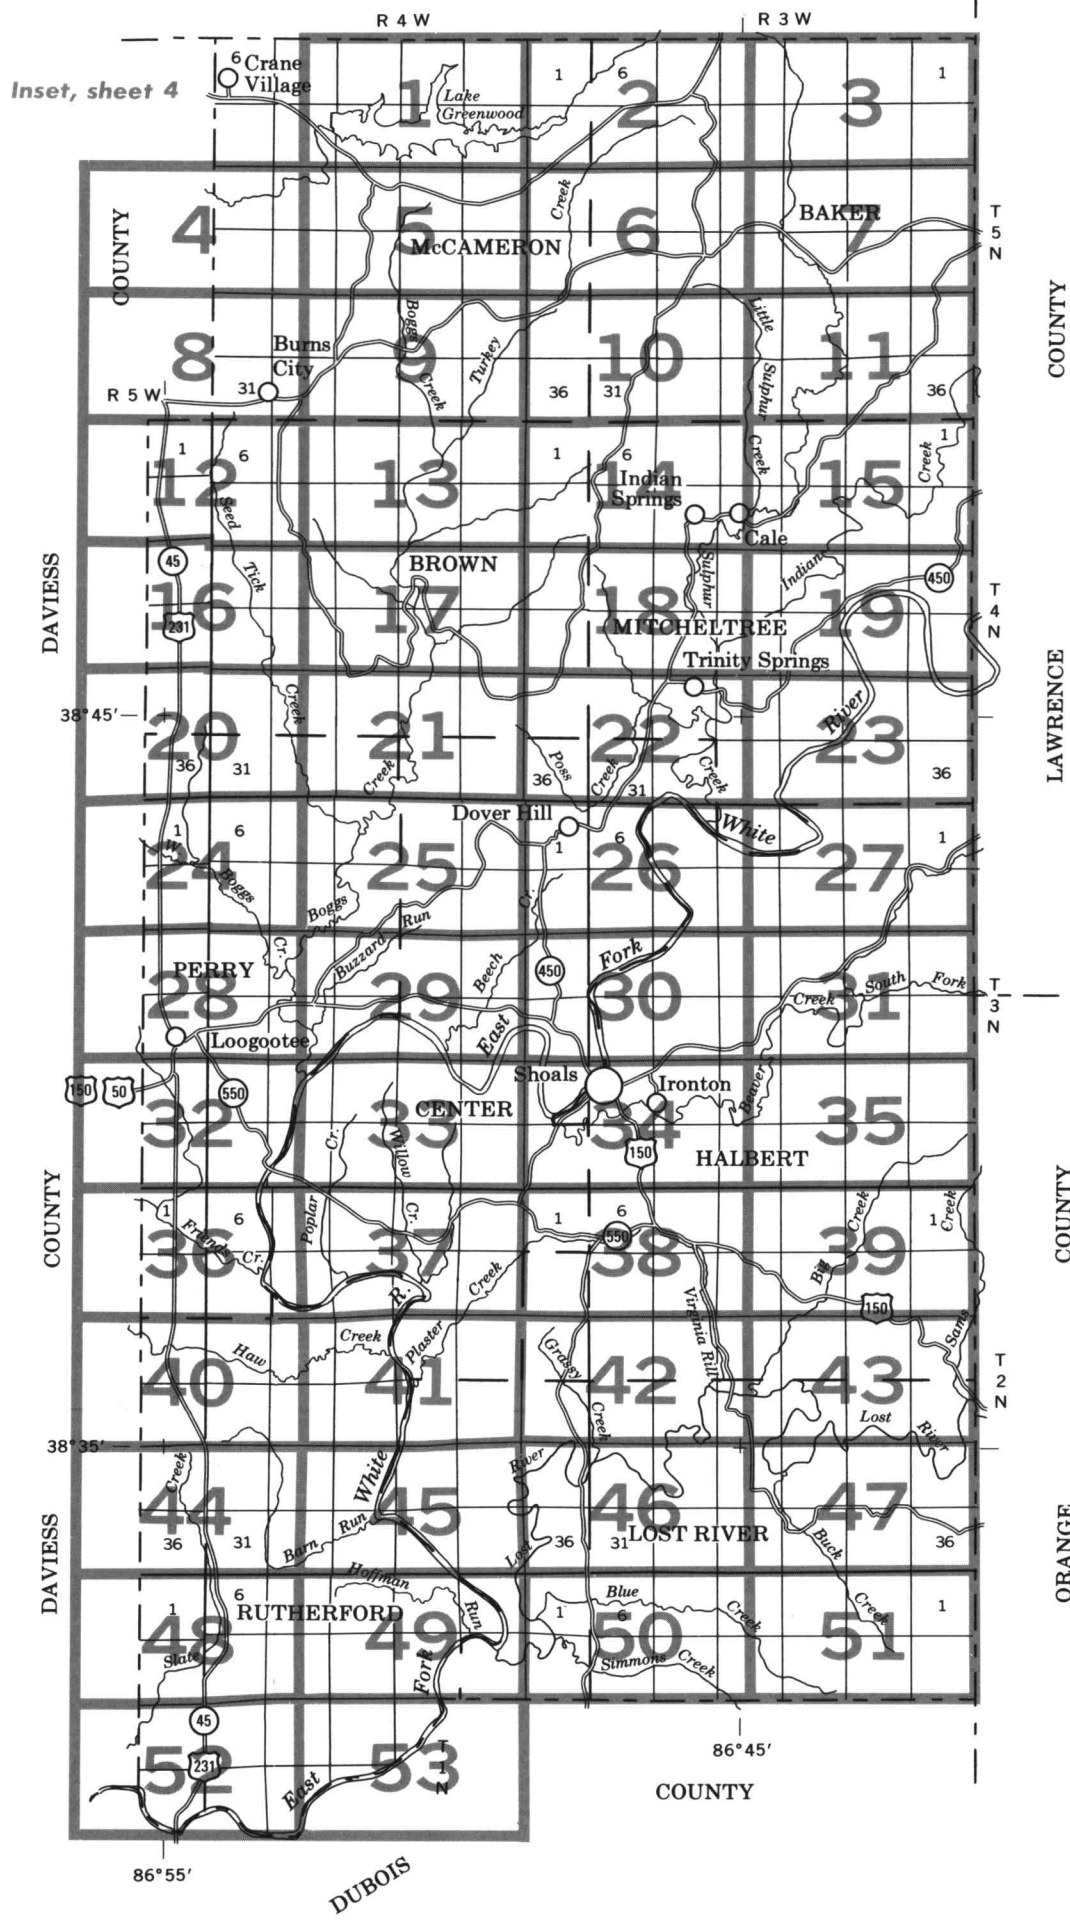 R 4 W
R 3 W
6 Crane
Village
Inset, sheet 4
1
Lake
Greenwood
1
6
2
3
1
COUNTY
4
5
McCAMERON
Creek
6
BAKER
7
T
5
N
COUNTY
8
Burns
City
31
R 5 W
Boggs
9
Creek
Turkey
36
10
31
Little
Sulphur
Creek
11
36
1
12
6
Seed
13
1
6
14
Indian
Springs
Cale
15
Creek
1
DAVIESS
45
16
231
Tick
BROWN
17
18
Sulphur
MITCHELTREE
Trinity Springs
Indian
19
450
T
4
N
LAWRENCE
38°45'
20
36
31
Creek
21
Creek
Poss
36
22
Creek
31
Creek
River
23
36
1
W
24
6
Boggs
Cr.
Boggs
25
Dover Hill
1
Cr.
6
26
White
27
1
PERRY
28
Loogootee
Buzzard
Run
29
Beech
450
East
Fork
30
Creek
31
South
Fork
T
3
N
150
50
550
32
33
CENTER
Cr.
Willow
Shoals
Ironton
34
150
Beaver
HALBERT
35
COUNTY
1
Friends
36
Cr.
6
Poplar
Cr.
37
R.
Creek
1
6
550
38
Virginia Rill
Big
Creek
39
1
Creek
150
Sams
COUNTY
40
Haw
Creek
41
Plaster
Grassy
Creek
42
43
Lost
River
T
2
N
38°35'
DAVIESS
Creek
44
36
31
Barn
Run
White
45
River
Lost
36
46
31
LOST RIVER
47
Buck
36
ORANGE
1
6
RUTHERFORD
48
Slate
Hoffman
Run
49
Fork
1
Blue
6
50
Simmons
Creek
Creek
Creek
51
1
45
52
231
East
53
T
1
N
86°45'
COUNTY
86°55'
DUBOIS